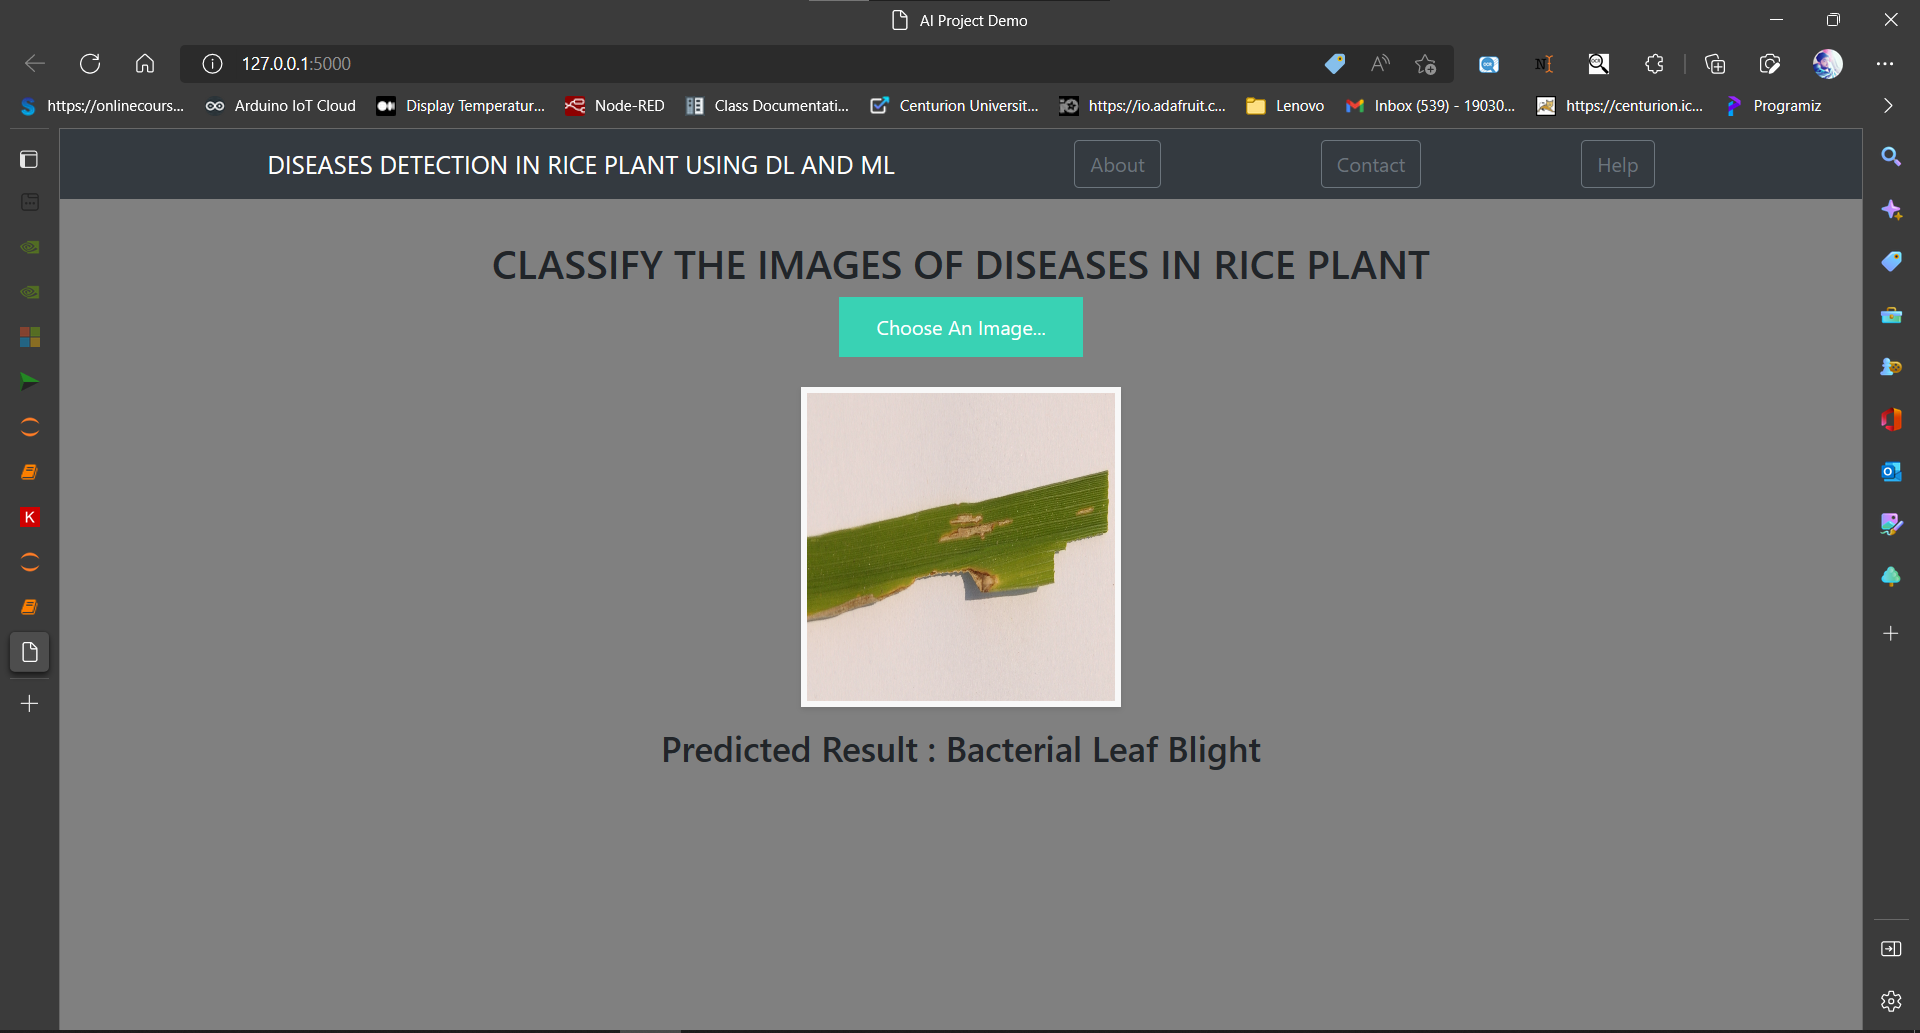 AI Project Demo
127.0.0.1:5000
https://onlinecours... Arduino IoT Cloud Display Temperatur... Node-RED Class Documentati... Centurion Universit... https://io.adafruit.c... Lenovo Inbox (539) - 19030... https://centurion.ic... Programiz
DISEASES DETECTION IN RICE PLANT USING DL AND ML About Contact Help
CLASSIFY THE IMAGES OF DISEASES IN RICE PLANT
Choose An Image...
K
Predicted Result : Bacterial Leaf Blight